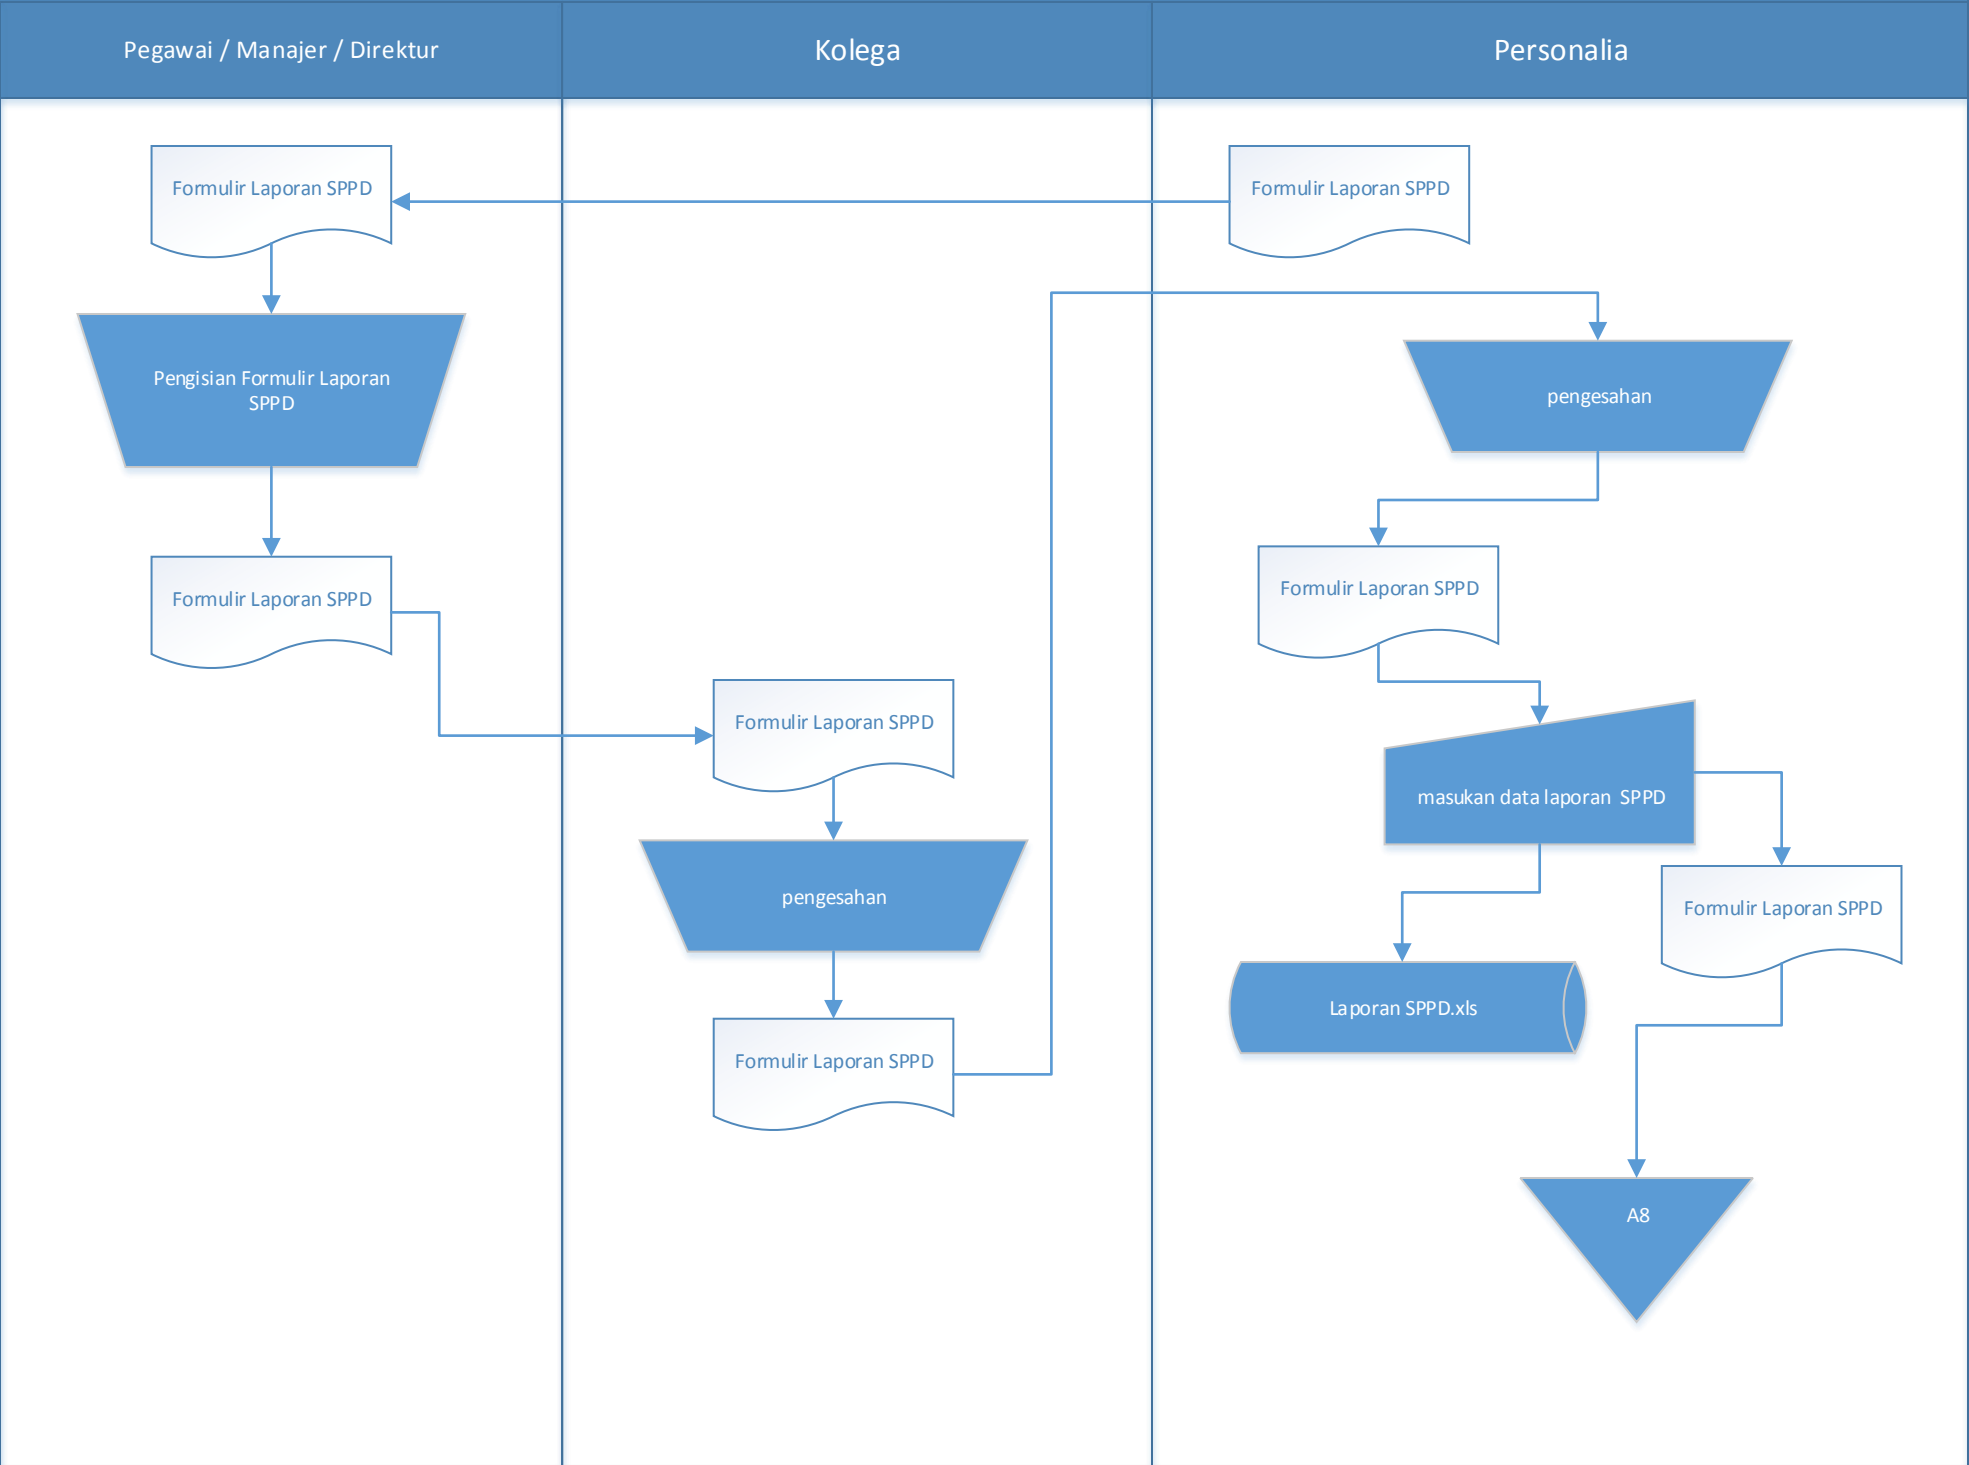 Pegawai / Manajer / Direktur
Kolega
Personalia
Formulir Laporan SPPD
Formulir Laporan SPPD
Pengisian Formulir Laporan
SPPD
pengesahan
Formulir Laporan SPPD
Formulir Laporan SPPD
Formulir Laporan SPPD
masukan data laporan  SPPD
pengesahan
Formulir Laporan SPPD
Laporan SPPD.xls
Formulir Laporan SPPD
A8